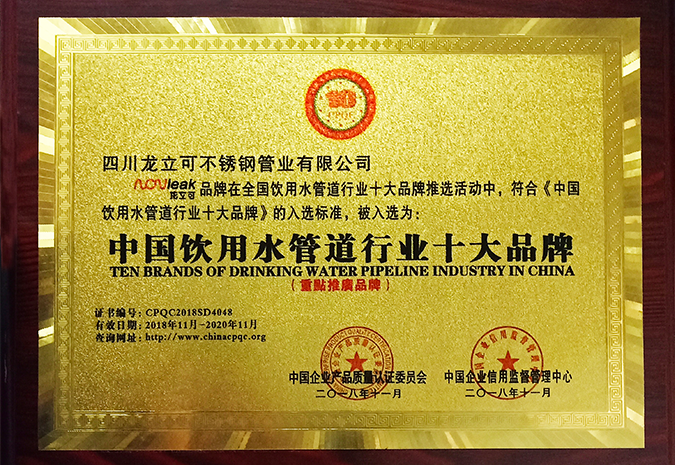 CPQC
四川龙立可不锈钢管业有限公司
NONleak 龙立可 品牌在全国饮用水管道行业十大品牌推选活动中，符合《中国
饮用水管道行业十大品牌》的入选标准，被入选为：
中国饮用水管道行业十大品牌
TEN BRANDS OF DRINKING WATER PIPELINE INDUSTRY IN CHINA
（重點推廣品牌）
证书编号：CPQC2018SD4048
有效日期：2018年11月-2020年11月
查询网址：http://www.chinacpqc.org
中国企业产品质量认证委员会
二〇一八年十一月
中国企业信用监督管理中心
二〇一八年十一月